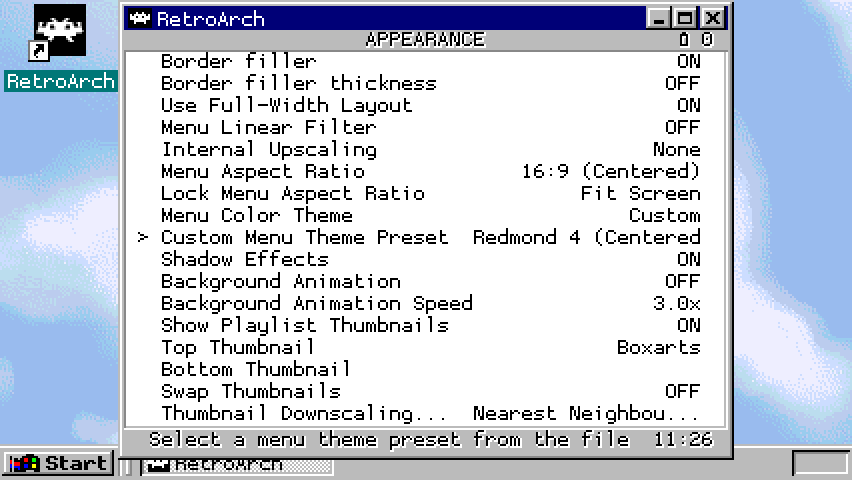 RetroArch
RetroArch
APPEARANCE 0
Border filler ON
Border filler thickness OFF
Use Full-Width Layout ON
Menu Linear Filter OFF
Internal Upscaling None
Menu Aspect Ratio 16:9 (Centered)
Lock Menu Aspect Ratio Fit Screen
Menu Color Theme Custom
> Custom Menu Theme Preset Redmond 4 (Centered
Shadow Effects ON
Background Animation OFF
Background Animation Speed 3.0x
Show Playlist Thumbnails ON
Top Thumbnail Boxarts
Bottom Thumbnail
Swap Thumbnails OFF
Thumbnail Downscaling... Nearest Neighbou...
Select a menu theme preset from the file 11:26
Start RetroArch